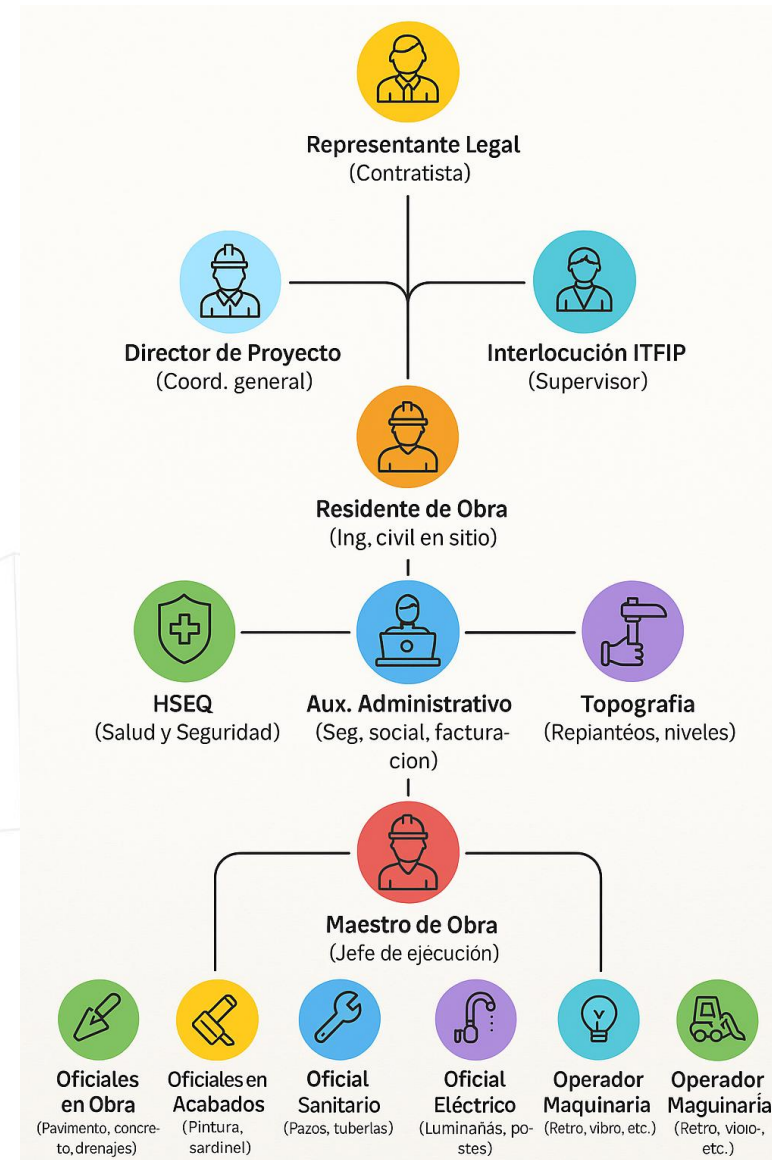 Representante Legal
(Contratista)
Director de Proyecto
(Coord. general)
Interlocución ITFIP
(Supervisor)
Residente de Obra
(Ing, civil en sitio)
HSEQ
(Salud y Seguridad)
Aux. Administrativo
(Seg, social, factura-
cion)
Topografia
(Repiantéos, niveles)
Maestro de Obra
(Jefe de ejécución)
Oficiales
en Obra
(Pavimento, concre-
to, drenajes)
Oficiales en
Acabados
(Pintura,
sardinel)
Oficial
Sanitario
(Pazos, tuberlas)
Oficial
Eléctrico
(Luminañás, po-
stes)
Operador
Maquinaria
(Retro, vibro, etc.)
Operador
Maguinaría
(Retro, vioıo-,
etc.)